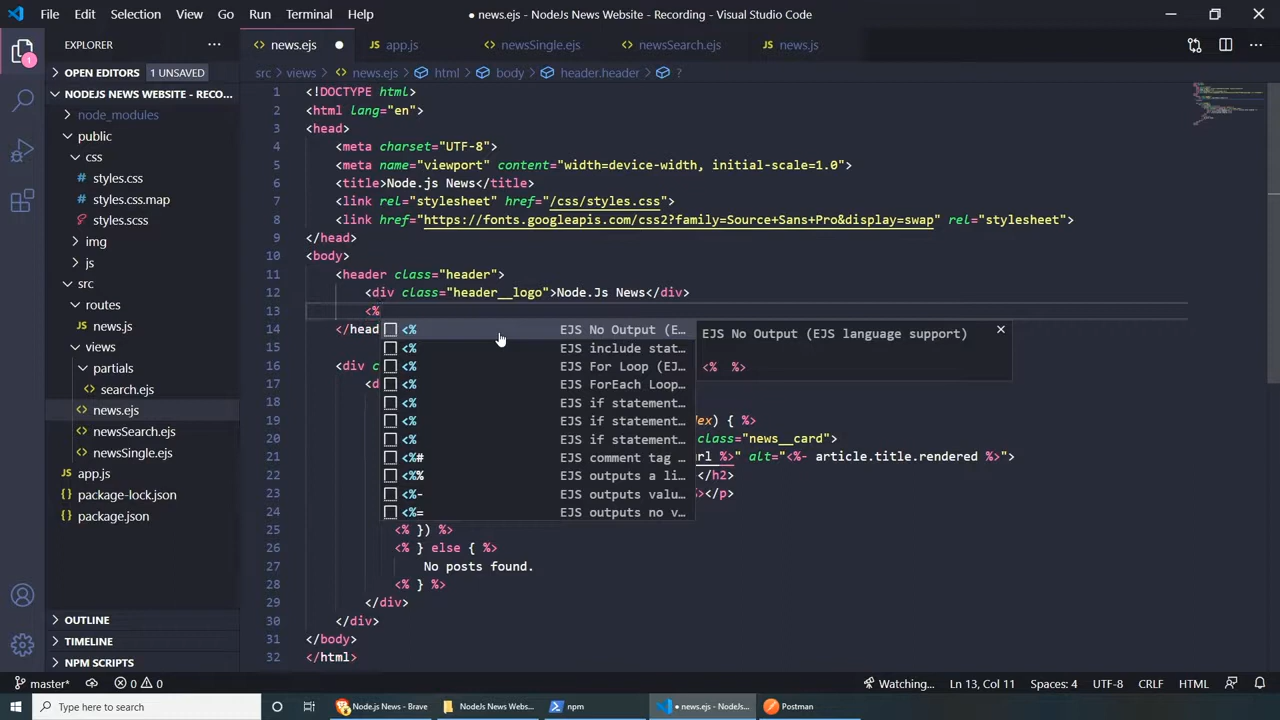 File Edit Selection View Go Run Terminal Help
● news.ejs - NodeJs News Website - Recording - Visual Studio Code
EXPLORER ···
1
OPEN EDITORS 1 UNSAVED
NODEJS NEWS WEBSITE - RECO...
node_modules
public
css
styles.css
styles.css.map
styles.scss
img
js
src
routes
news.js
views
partials
search.ejs
news.ejs
newsSearch.ejs
newsSingle.ejs
app.js
package-lock.json
package.json
OUTLINE
TIMELINE
NPM SCRIPTS
news.ejs ● app.js newsSingle.ejs newsSearch.ejs news.js
src > views > news.ejs > html > body > header.header > ?
1 <!DOCTYPE html>
2 <html lang="en">
3 <head>
4 <meta charset="UTF-8">
5 <meta name="viewport" content="width=device-width, initial-scale=1.0">
6 <title>Node.js News</title>
7 <link rel="stylesheet" href="/css/styles.css">
8 <link href="https://fonts.googleapis.com/css2?family=Source+Sans+Pro&display=swap" rel="stylesheet">
9 </head>
10 <body>
11 <header class="header">
12 <div class="header__logo">Node.Js News</div>
13 <%
14 </head
15
16 <div c
17 <d
18
19 ex) { %>
20 class="news__card">
21 rl %>" alt="<%- article.title.rendered %>">
22 </h2>
23 %></p>
24
25 <% }) %>
26 <% } else { %>
27 No posts found.
28 <% } %>
29 </div>
30 </div>
31 </body>
32 </html>
<% EJS No Output (E...
<% EJS include stat...
<% EJS For Loop (EJ...
<% EJS ForEach Loop...
<% EJS if statement...
<% EJS if statement...
<% EJS if statement...
<%# EJS comment tag ...
<%% EJS outputs a li...
<%- EJS outputs valu...
<%= EJS outputs no v...
EJS No Output (EJS language support)
<% %>
master* 0 0 Watching... Ln 13, Col 11 Spaces: 4 UTF-8 CRLF HTML
Type here to search Node.js News - Brave NodeJs News Webs... npm ● news.ejs - NodeJs... Postman